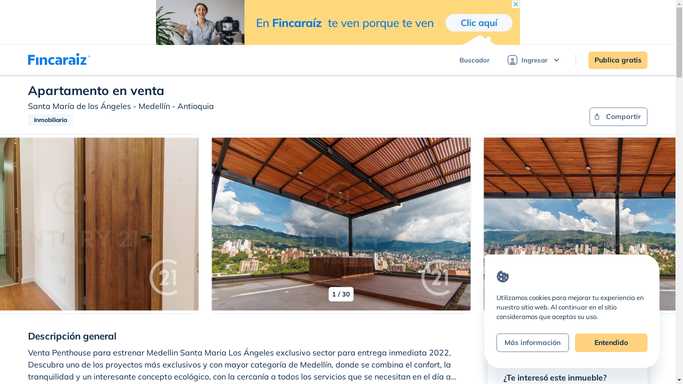 En Fincaraíz te ven porque te ven
Clic aquí
Fincaraiz
Buscador
Ingresar
Publica gratis
Apartamento en venta
Santa María de los Ángeles - Medellín - Antioquia
Inmobiliaria
Compartir
CENTURY 21
C21
C21
1 / 30
Utilizamos cookies para mejorar tu experiencia en
nuestro sitio web. Al continuar en el sitio
consideramos que aceptas su uso.
Más información
Entendido
Descripción general
Venta Penthouse para estrenar Medellin Santa Maria Los Ángeles exclusivo sector para entrega inmediata 2022,
Descubra uno de los proyectos más exclusivos y con mayor categoría de Medellín, donde se combina el confort, la
tranquilidad y un interesante concepto ecológico, con la cercanía a todos los servicios que se necesitan en el día a...
¿Te interesó este inmueble?